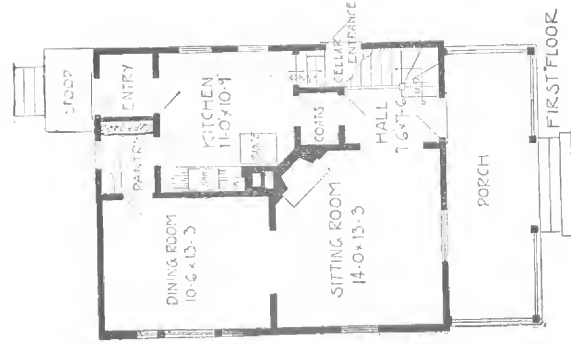 STOOP
ENTRY
PANTRY
KITCHEN
11-0 x 10-9
CELLAR
ENTRANCE
COATS
UP
HALL
DINING ROOM
10-6 x 13-3
SITTING ROOM
14-0 x 13-3
PORCH
FIRST FLOOR